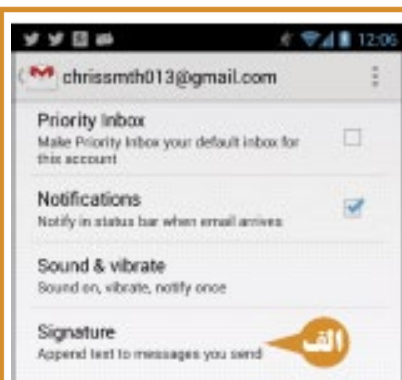 12:06
chrissmth013@gmail.com
Priority Inbox
Make Priority Inbox your default inbox for
this account
Notifications
Notify in status bar when email arrives
Sound & vibrate
Sound on, vibrate, notify once
Signature
Append text to messages you send
الف